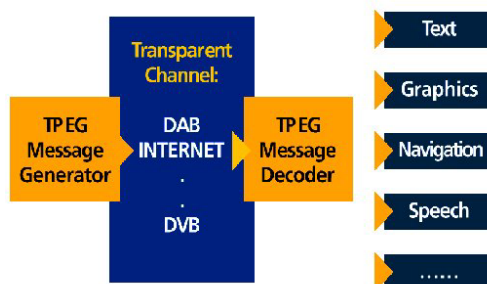 Transparent
Channel:
TPEG
Message
Generator
DAB
INTERNET
.
.
DVB
TPEG
Message
Decoder
Text
Graphics
Navigation
Speech
......